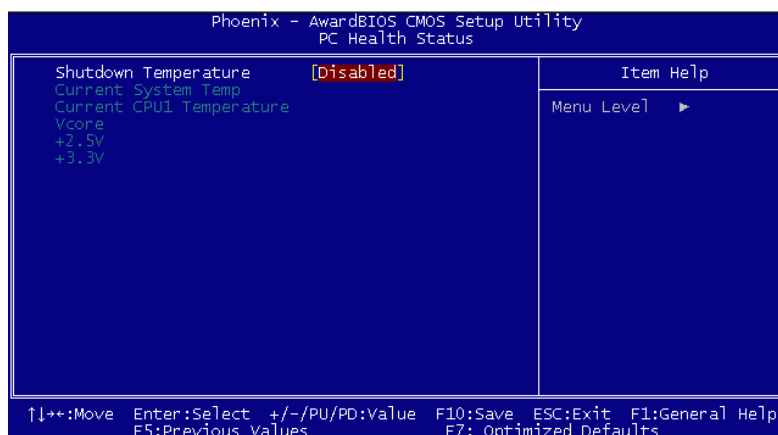 Phoenix - AwardBIOS CMOS Setup Utility
PC Health Status
Shutdown Temperature [Disabled]
Current System Temp
Current CPU1 Temperature
Vcore
+2.5V
+3.3V
Item Help
Menu Level ►
↑↓→←:Move Enter:Select +/-/PU/PD:Value F10:Save ESC:Exit F1:General Help
F5:Previous Values F7: Optimized Defaults